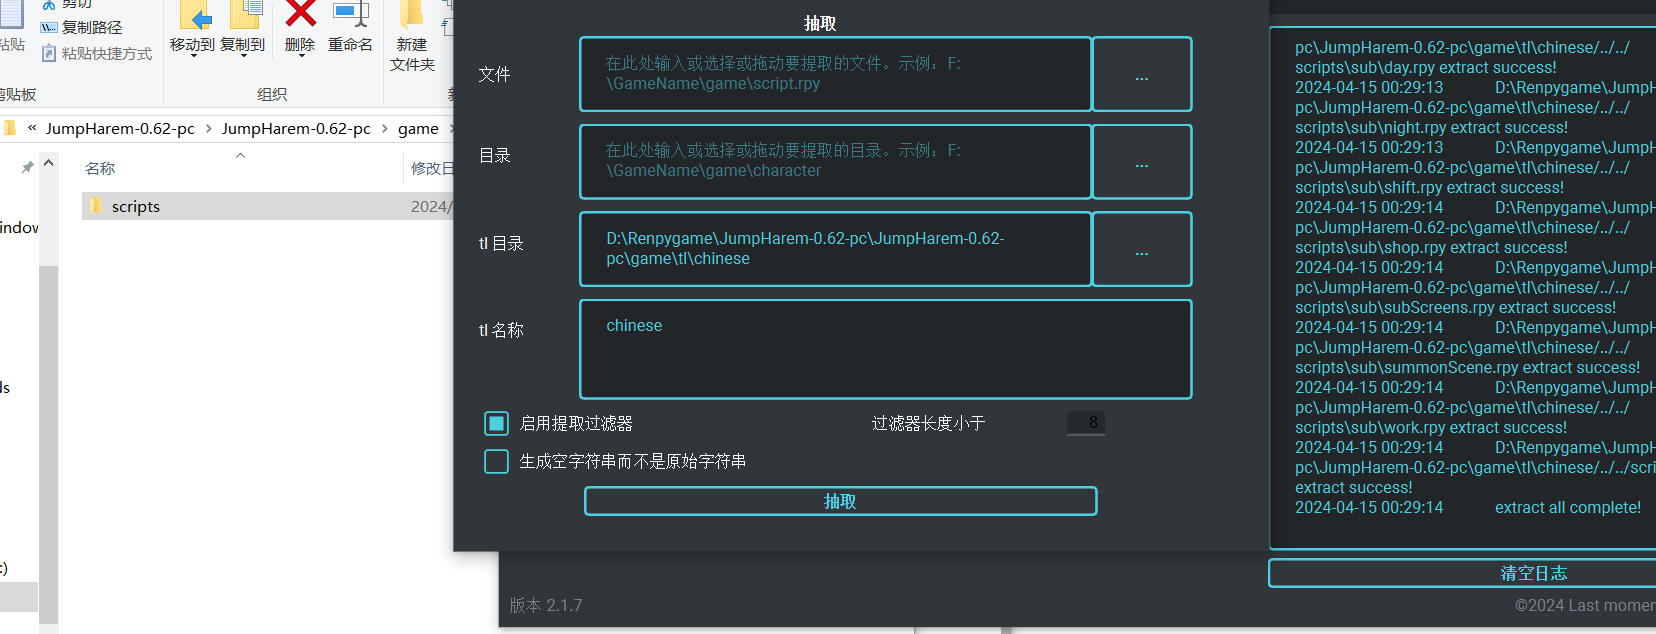 剪切
复制路径
粘贴快捷方式
粘贴
移动到
复制到
删除
重命名
新建
文件夹
剪贴板
组织
新
« JumpHarem-0.62-pc › JumpHarem-0.62-pc › game ›
名称
修改日
scripts
2024/
indow
ds
:)
抽取
文件
在此处输入或选择或拖动要提取的文件。示例：F:
\GameName\game\script.rpy
...
目录
在此处输入或选择或拖动要提取的目录。示例：F:
\GameName\game\character
...
tl 目录
D:\Renpygame\JumpHarem-0.62-pc\JumpHarem-0.62-
pc\game\tl\chinese
...
tl 名称
chinese
启用提取过滤器
过滤器长度小于
8
生成空字符串而不是原始字符串
抽取
pc\JumpHarem-0.62-pc\game\tl\chinese/../../
scripts\sub\day.rpy extract success!
2024-04-15 00:29:13 D:\Renpygame\JumpH
pc\JumpHarem-0.62-pc\game\tl\chinese/../../
scripts\sub\night.rpy extract success!
2024-04-15 00:29:13 D:\Renpygame\JumpH
pc\JumpHarem-0.62-pc\game\tl\chinese/../../
scripts\sub\shift.rpy extract success!
2024-04-15 00:29:14 D:\Renpygame\JumpH
pc\JumpHarem-0.62-pc\game\tl\chinese/../../
scripts\sub\shop.rpy extract success!
2024-04-15 00:29:14 D:\Renpygame\JumpH
pc\JumpHarem-0.62-pc\game\tl\chinese/../../
scripts\sub\subScreens.rpy extract success!
2024-04-15 00:29:14 D:\Renpygame\JumpH
pc\JumpHarem-0.62-pc\game\tl\chinese/../../
scripts\sub\summonScene.rpy extract success!
2024-04-15 00:29:14 D:\Renpygame\JumpH
pc\JumpHarem-0.62-pc\game\tl\chinese/../../
scripts\sub\work.rpy extract success!
2024-04-15 00:29:14 D:\Renpygame\JumpH
pc\JumpHarem-0.62-pc\game\tl\chinese/../../scri
extract success!
2024-04-15 00:29:14 extract all complete!
清空日志
版本 2.1.7
©2024 Last momen